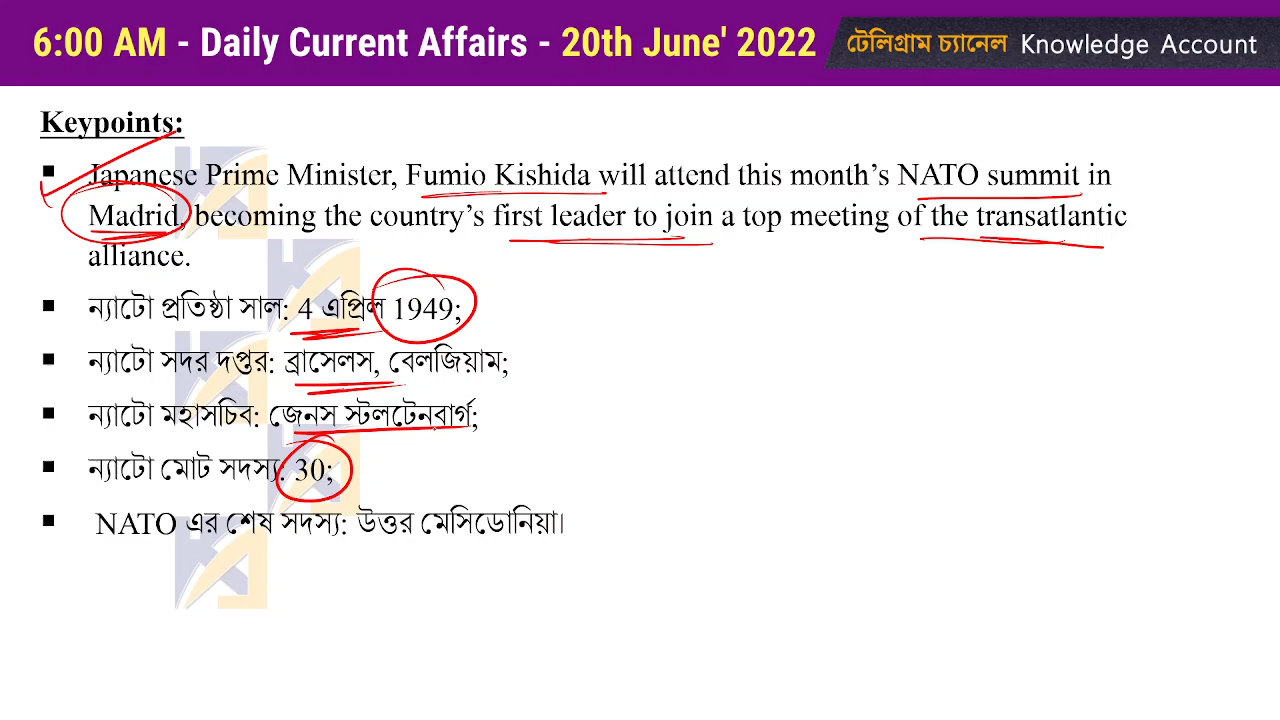 6:00 AM - Daily Current Affairs - 20th June' 2022
টেলিগ্রাম চ্যানেল Knowledge Account
Keypoints:
▪ Japanese Prime Minister, Fumio Kishida will attend this month's NATO summit in
Madrid, becoming the country's first leader to join a top meeting of the transatlantic
alliance.
▪ ন্যাটো প্রতিষ্ঠা সাল: 4 এপ্রিল 1949;
▪ ন্যাটো সদর দপ্তর: ব্রাসেলস, বেলজিয়াম;
▪ ন্যাটো মহাসচিব: জেনস স্টলটেনবার্গ;
▪ ন্যাটো মোট সদস্য: 30;
▪ NATO এর শেষ সদস্য: উত্তর মেসিডোনিয়া।